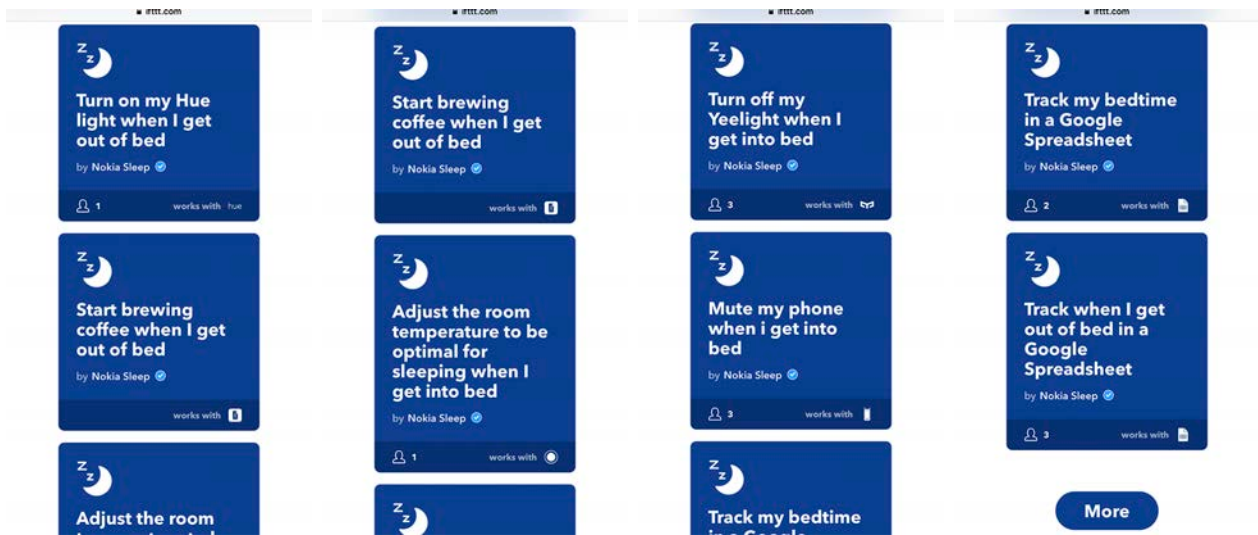 ifttt.com
Turn on my Hue
light when I get
out of bed
by Nokia Sleep
1
works with hue
Start brewing
coffee when I get
out of bed
by Nokia Sleep
works with
Adjust the room
ifttt.com
Start brewing
coffee when I get
out of bed
by Nokia Sleep
works with
Adjust the room
temperature to be
optimal for
sleeping when I
get into bed
by Nokia Sleep
1
works with
ifttt.com
Turn off my
Yeelight when I
get into bed
by Nokia Sleep
3
works with
Mute my phone
when i get into
bed
by Nokia Sleep
3
works with
Track my bedtime
in a Google
ifttt.com
Track my bedtime
in a Google
Spreadsheet
by Nokia Sleep
2
works with
Track when I get
out of bed in a
Google
Spreadsheet
by Nokia Sleep
3
works with
More